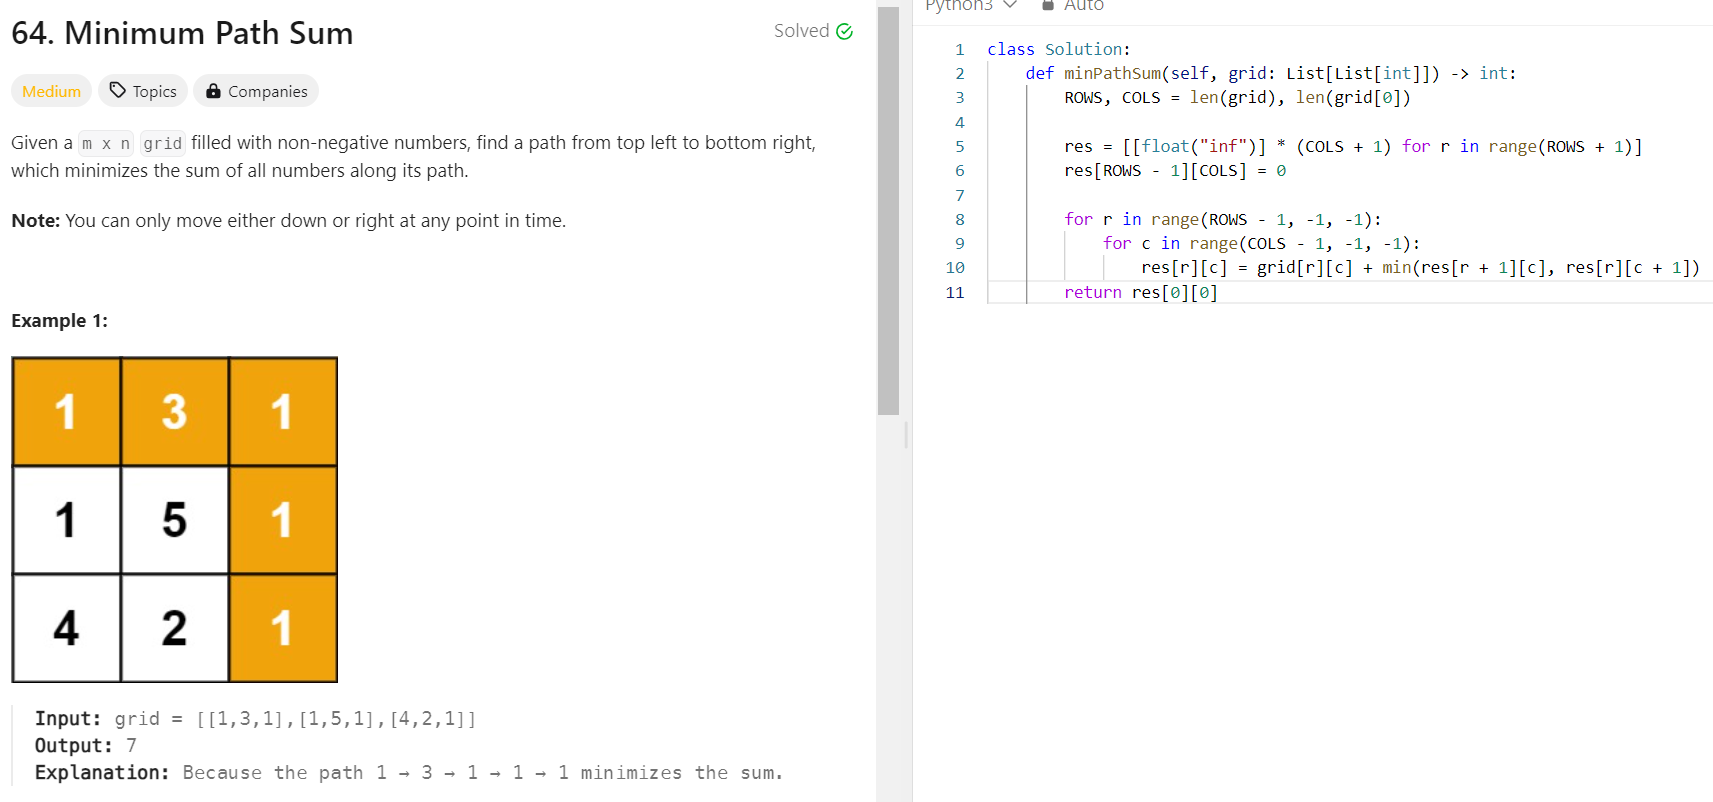 64. Minimum Path Sum
Solved
Medium Topics Companies
Given a m x n grid filled with non-negative numbers, find a path from top left to bottom right,
which minimizes the sum of all numbers along its path.
Note: You can only move either down or right at any point in time.
Example 1:
1 3 1
1 5 1
4 2 1
Input: grid = [[1,3,1],[1,5,1],[4,2,1]]
Output: 7
Explanation: Because the path 1 → 3 → 1 → 1 → 1 minimizes the sum.
Python3 Auto
1 class Solution:
2 def minPathSum(self, grid: List[List[int]]) -> int:
3 ROWS, COLS = len(grid), len(grid[0])
4
5 res = [[float("inf")] * (COLS + 1) for r in range(ROWS + 1)]
6 res[ROWS - 1][COLS] = 0
7
8 for r in range(ROWS - 1, -1, -1):
9 for c in range(COLS - 1, -1, -1):
10 res[r][c] = grid[r][c] + min(res[r + 1][c], res[r][c + 1])
11 return res[0][0]